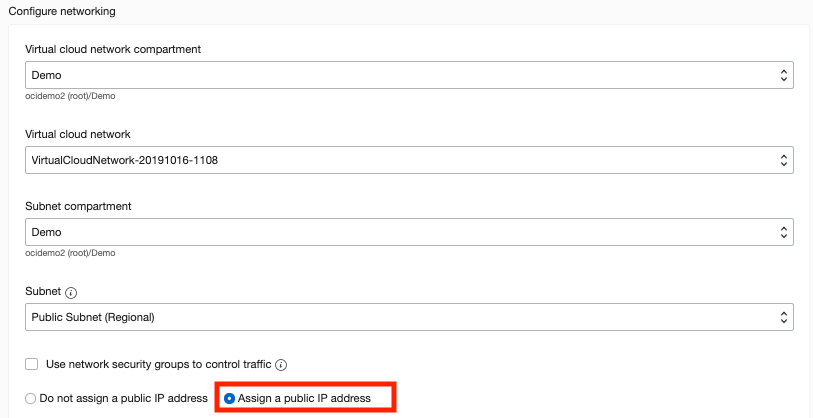 Configure networking
Virtual cloud network compartment
Demo
ocidemo2 (root)/Demo
Virtual cloud network
VirtualCloudNetwork-20191016-1108
Subnet compartment
Demo
ocidemo2 (root)/Demo
Subnet i
Public Subnet (Regional)
Use network security groups to control traffic i
Do not assign a public IP address Assign a public IP address